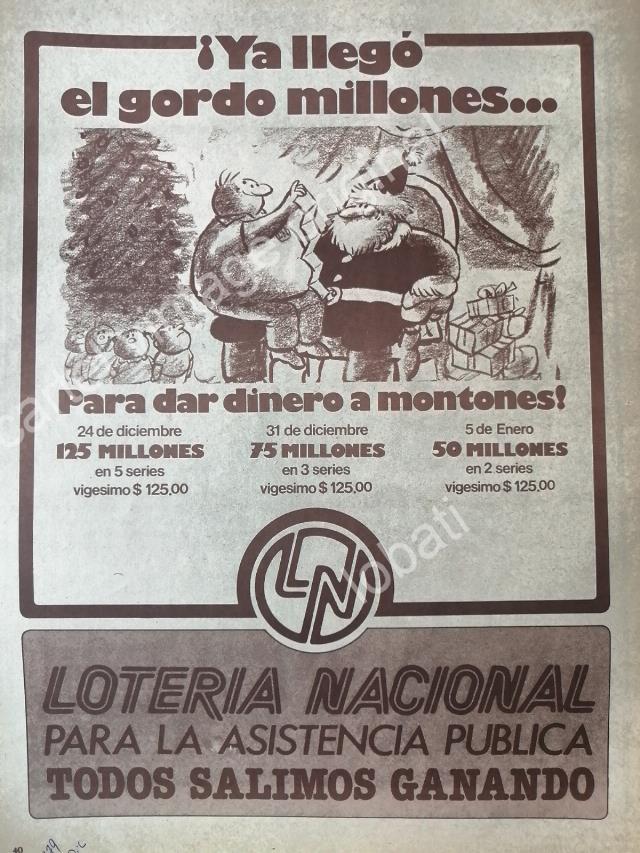 ¡Ya llegó
el gordo millones...
Para dar dinero a montones!
24 de diciembre
125 MILLONES
en 5 series
vigesimo $ 125.00
31 de diciembre
75 MILLONES
en 3 series
vigesimo $ 125.00
5 de Enero
50 MILLONES
en 2 series
vigesimo $ 125.00
LN
LOTERIA NACIONAL
PARA LA ASISTENCIA PUBLICA
TODOS SALIMOS GANANDO
40